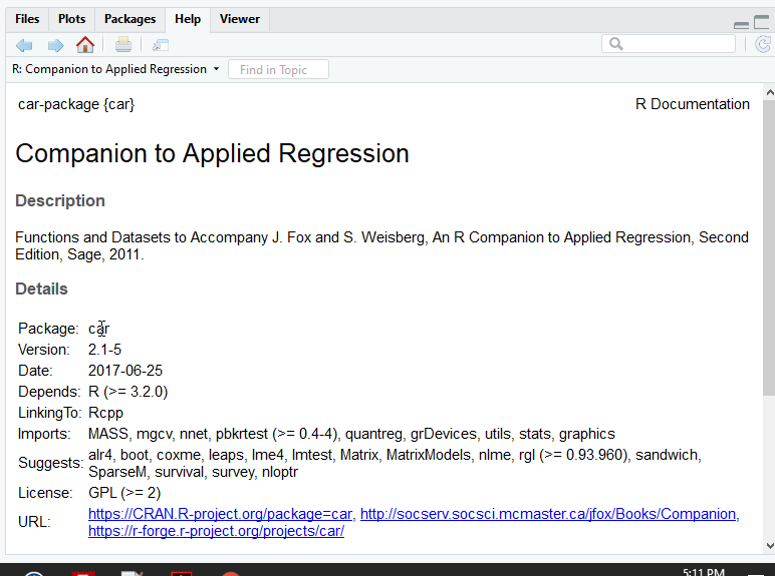 Files Plots Packages Help Viewer
R: Companion to Applied Regression Find in Topic
car-package {car} R Documentation
Companion to Applied Regression
Description
Functions and Datasets to Accompany J. Fox and S. Weisberg, An R Companion to Applied Regression, Second
Edition, Sage, 2011.
Details
Package: car
Version: 2.1-5
Date: 2017-06-25
Depends: R (>= 3.2.0)
LinkingTo: Rcpp
Imports: MASS, mgcv, nnet, pbkrtest (>= 0.4-4), quantreg, grDevices, utils, stats, graphics
Suggests: alr4, boot, coxme, leaps, lme4, lmtest, Matrix, MatrixModels, nlme, rgl (>= 0.93.960), sandwich,
SparseM, survival, survey, nloptr
License: GPL (>= 2)
URL: https://CRAN.R-project.org/package=car, http://socserv.socsci.mcmaster.ca/jfox/Books/Companion,
https://r-forge.r-project.org/projects/car/
5:11 PM